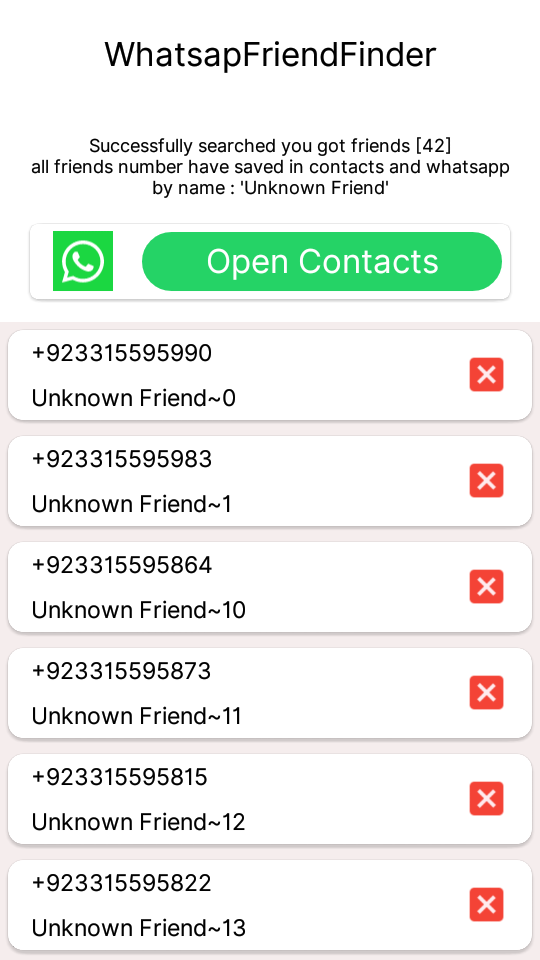 WhatsapFriendFinder
Successfully searched you got friends [42]
all friends number have saved in contacts and whatsapp
by name : 'Unknown Friend'
Open Contacts
+923315595990
Unknown Friend~0
+923315595983
Unknown Friend~1
+923315595864
Unknown Friend~10
+923315595873
Unknown Friend~11
+923315595815
Unknown Friend~12
+923315595822
Unknown Friend~13